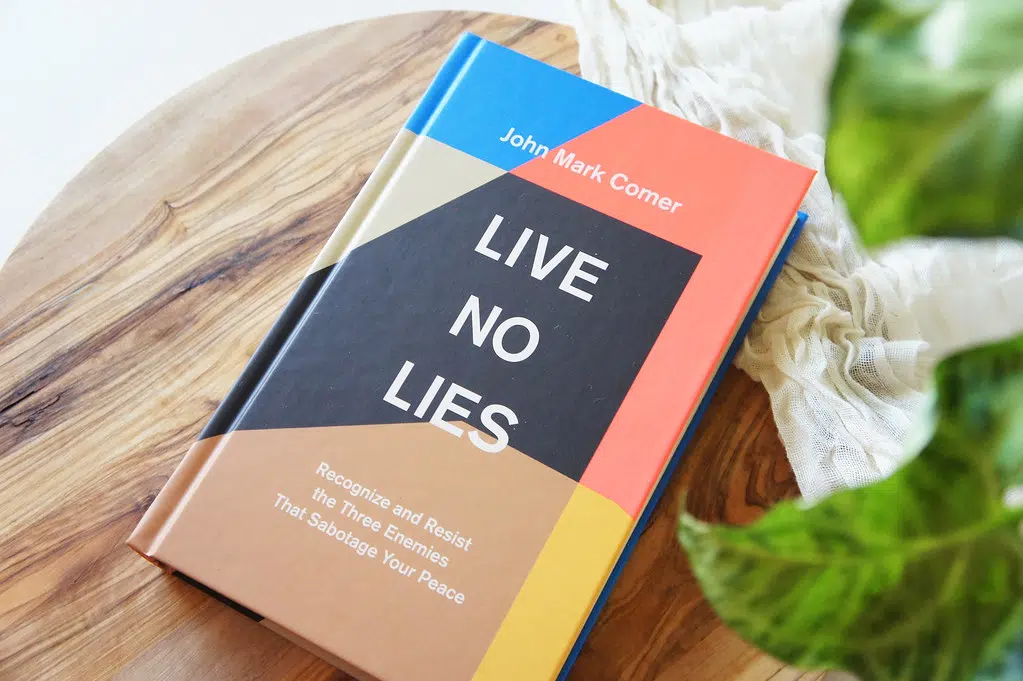 John Mark Comer
LIVE
NO
LIES
Recognize and Resist
the Three Enemies
That Sabotage Your Peace